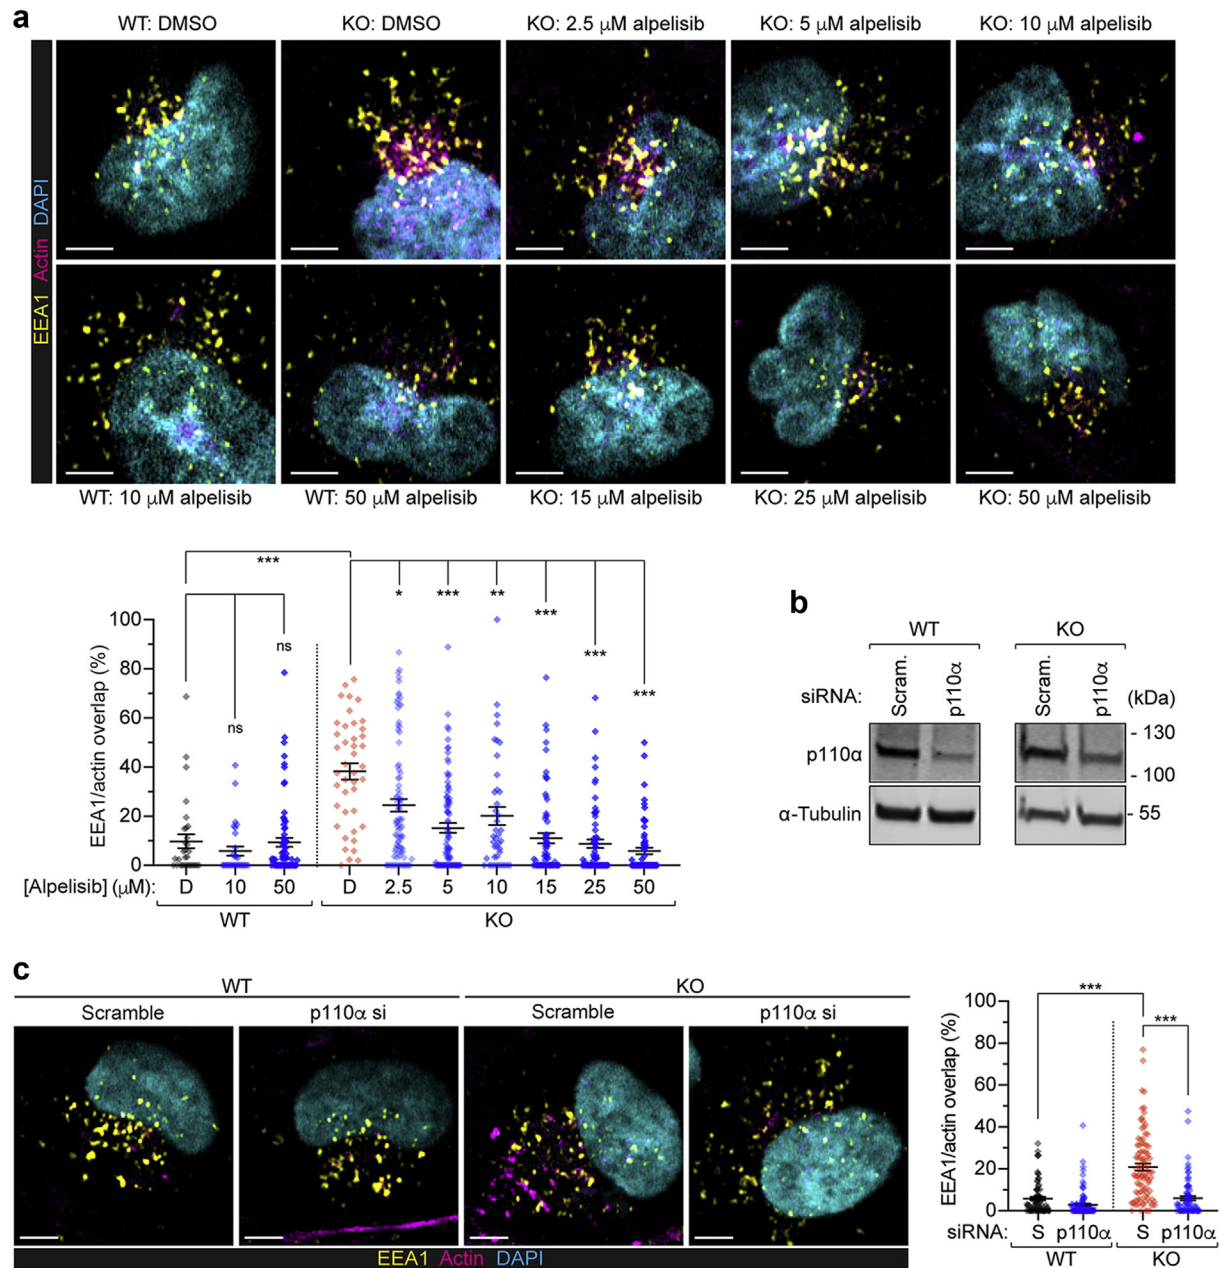 a
WT: DMSO
KO: DMSO
KO: 2.5 μM alpelisib
KO: 5 μM alpelisib
KO: 10 μM alpelisib
EEA1 Actin DAPI
WT: 10 μM alpelisib
WT: 50 μM alpelisib
KO: 15 μM alpelisib
KO: 25 μM alpelisib
KO: 50 μM alpelisib
EEA1/actin overlap (%)
100
80
60
40
20
0
***
ns
ns
*
***
**
***
***
***
[Alpelisib] (μM):
D
10
50
D
2.5
5
10
15
25
50
WT
KO
b
WT
KO
siRNA:
Scram.
p110α
Scram.
p110α
(kDa)
p110α
- 130
- 100
α-Tubulin
- 55
c
WT
KO
Scramble
p110α si
Scramble
p110α si
EEA1 Actin DAPI
EEA1/actin overlap (%)
100
80
60
40
20
0
***
***
siRNA:
S
p110α
S
p110α
WT
KO